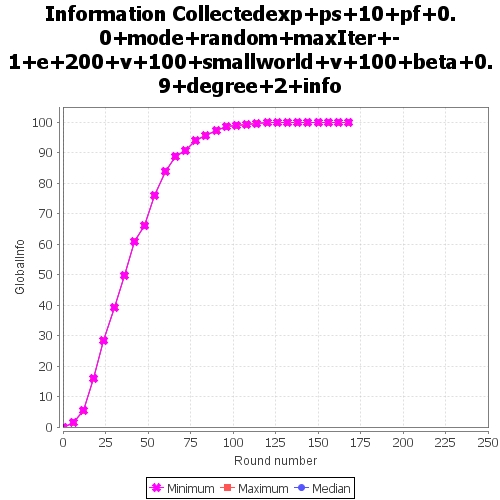 Information Collectedexp+ps+10+pf+0.
0+mode+random+maxIter+-
1+e+200+v+100+smallworld+v+100+beta+0.
9+degree+2+info
100
90
80
70
60
50
40
30
20
10
0
GlobalInfo
0 25 50 75 100 125 150 175 200 225 250
Round number
Minimum Maximum Median